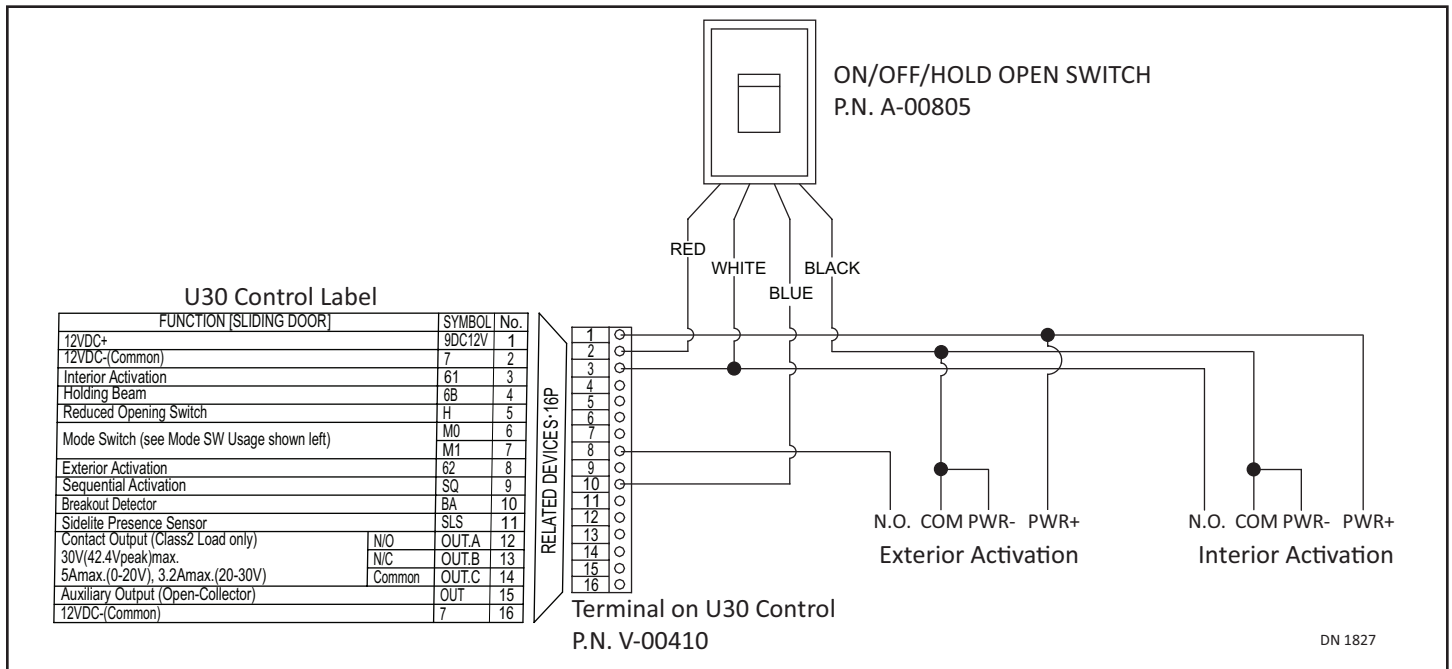 ON/OFF/HOLD OPEN SWITCH
P.N. A-00805
RED
WHITE BLACK
BLUE
U30 Control Label
FUNCTION [SLIDING DOOR] SYMBOL No.
12VDC+ 9DC12V 1
12VDC-(Common) 7 2
Interior Activation 61 3
Holding Beam 6B 4
Reduced Opening Switch H 5
Mode Switch (see Mode SW Usage shown left) M0 6
M1 7
Exterior Activation 62 8
Sequential Activation SQ 9
Breakout Detector BA 10
Sidelite Presence Sensor SLS 11
Contact Output (Class2 Load only) N/O OUT.A 12
30V(42.4Vpeak)max. N/C OUT.B 13
5Amax.(0-20V), 3.2Amax.(20-30V) Common OUT.C 14
Auxiliary Output (Open-Collector) OUT 15
12VDC-(Common) 7 16
RELATED DEVICES·16P
1
2
3
4
5
6
7
8
9
10
11
12
13
14
15
16
Terminal on U30 Control
P.N. V-00410
N.O. COM PWR- PWR+
Exterior Activation
N.O. COM PWR- PWR+
Interior Activation
DN 1827